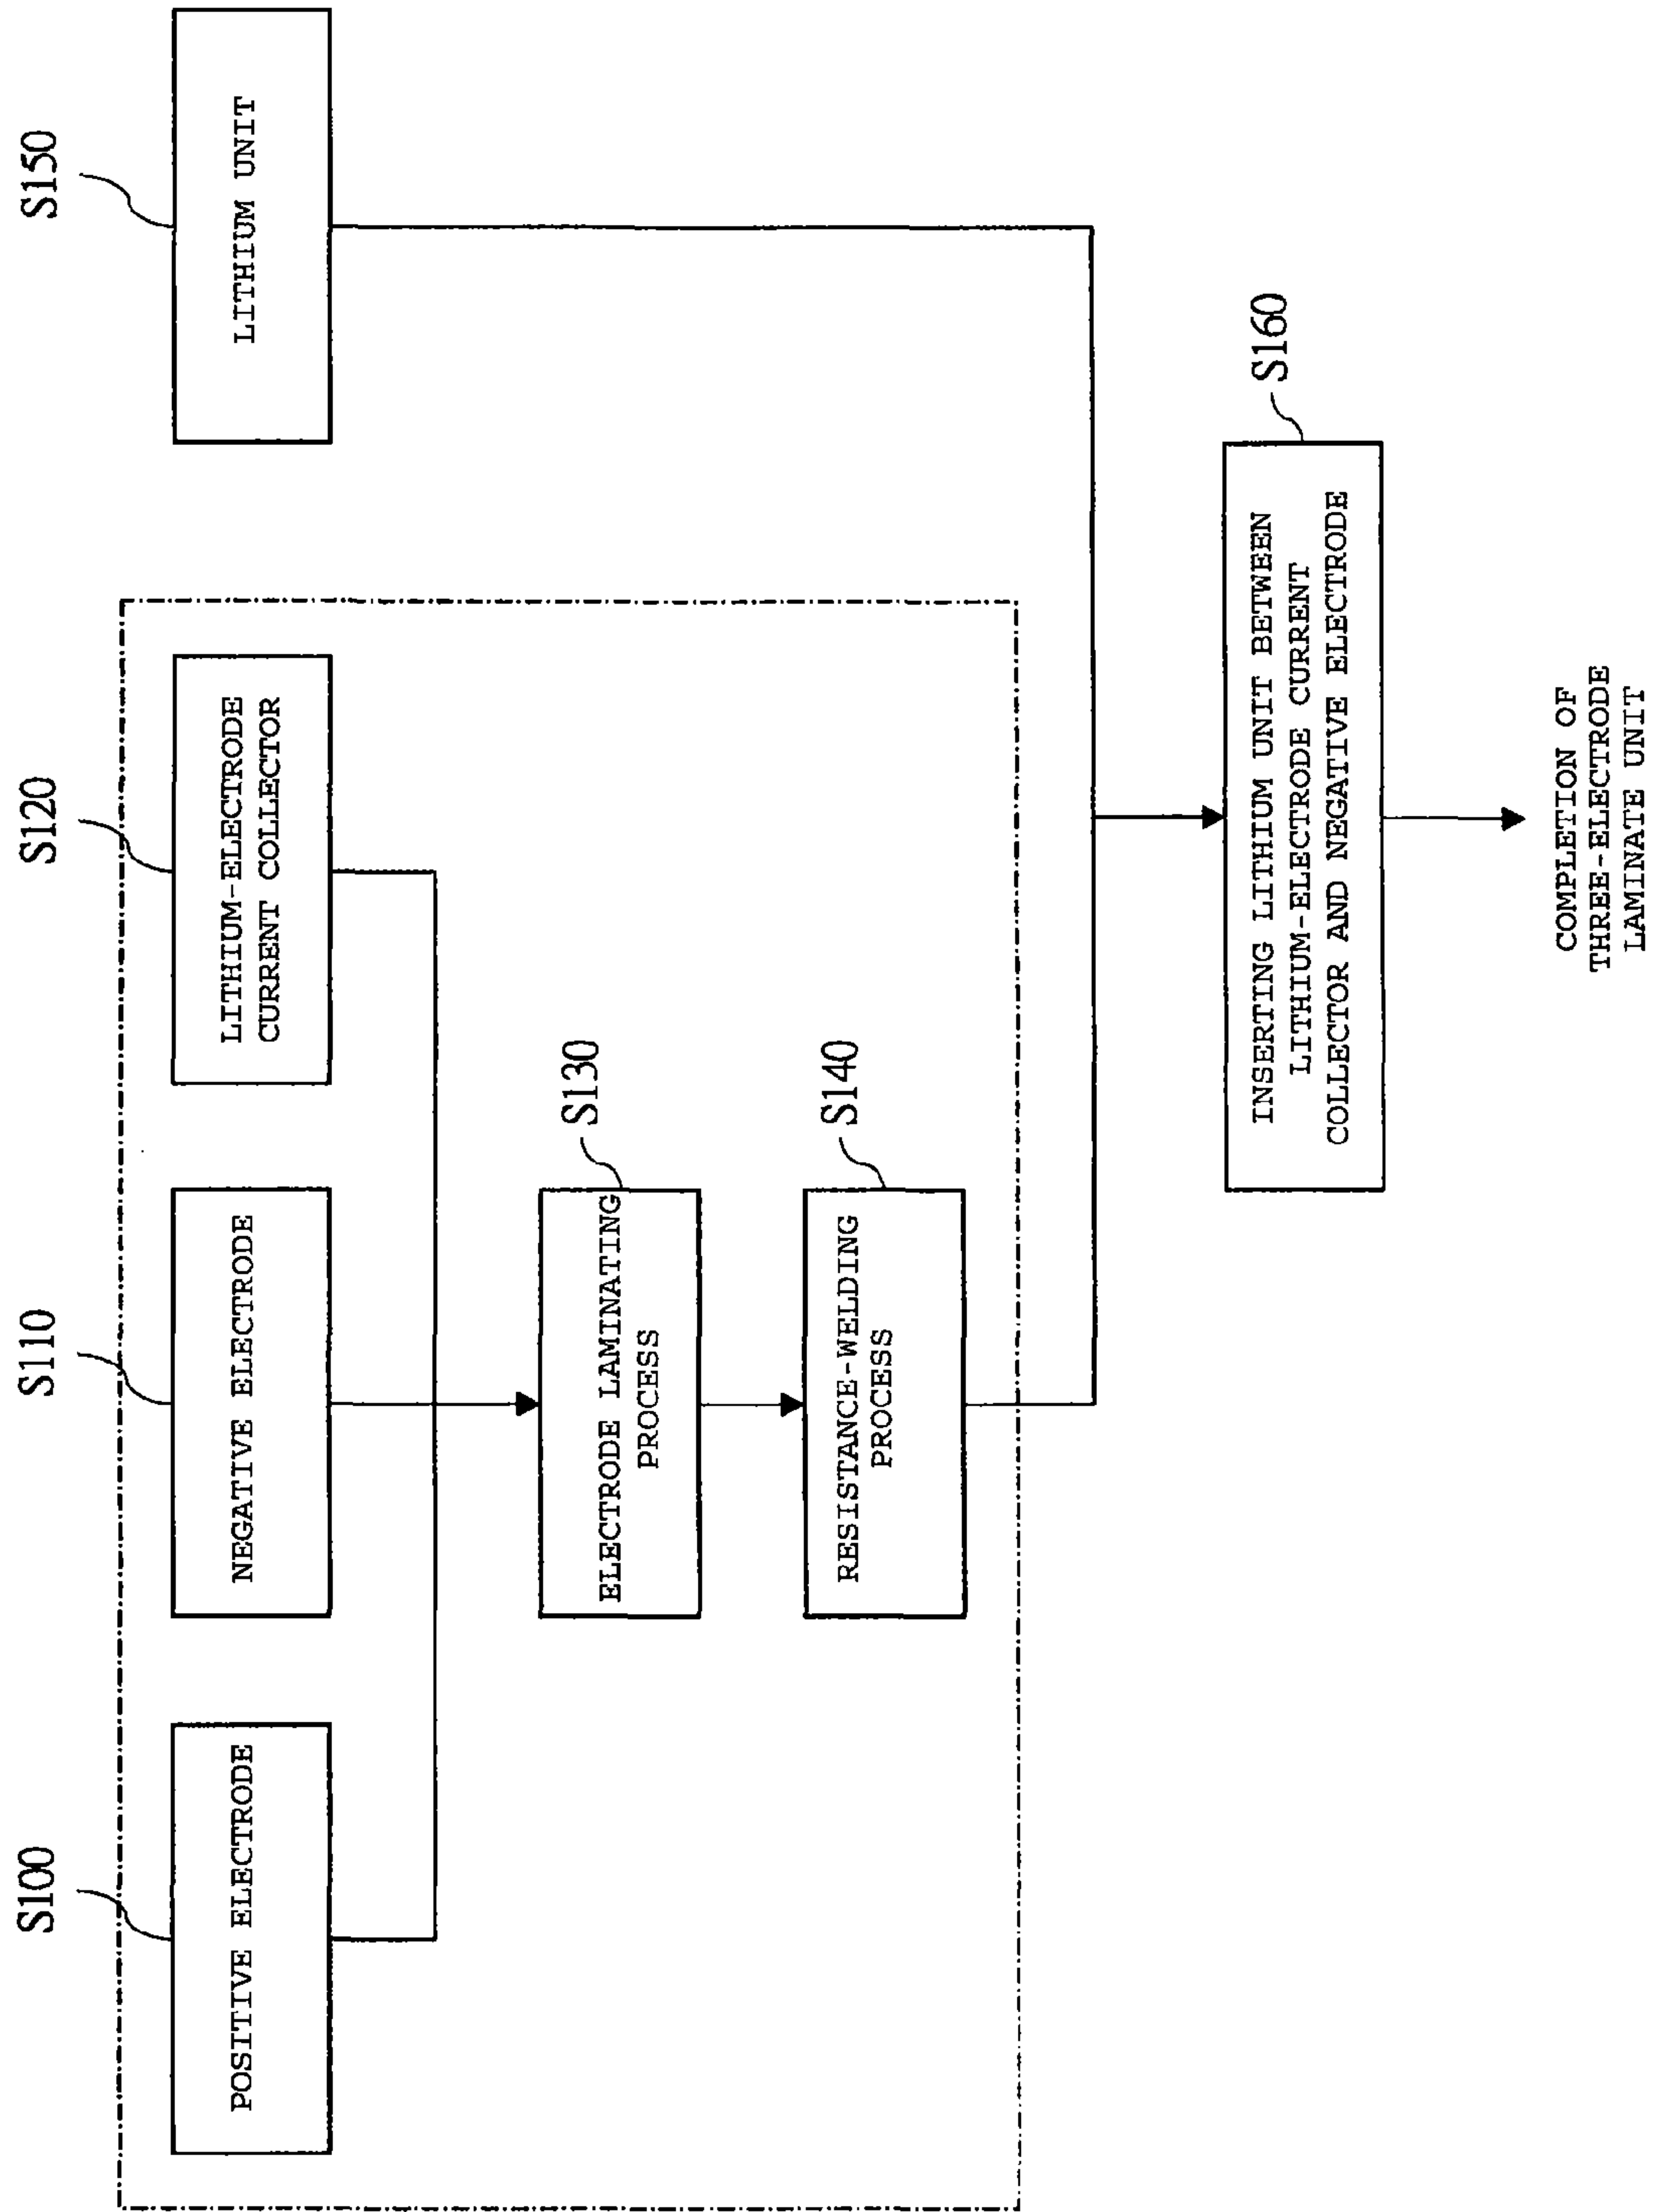 S100
S110
S120
S150
POSITIVE ELECTRODE
NEGATIVE ELECTRODE
LITHIUM-ELECTRODE
CURRENT COLLECTOR
LITHIUM UNIT
S130
ELECTRODE LAMINATING
PROCESS
S140
RESISTANCE-WELDING
PROCESS
S160
INSERTING LITHIUM UNIT BETWEEN
LITHIUM-ELECTRODE CURRENT
COLLECTOR AND NEGATIVE ELECTRODE
COMPLETION OF
THREE-ELECTRODE
LAMINATE UNIT